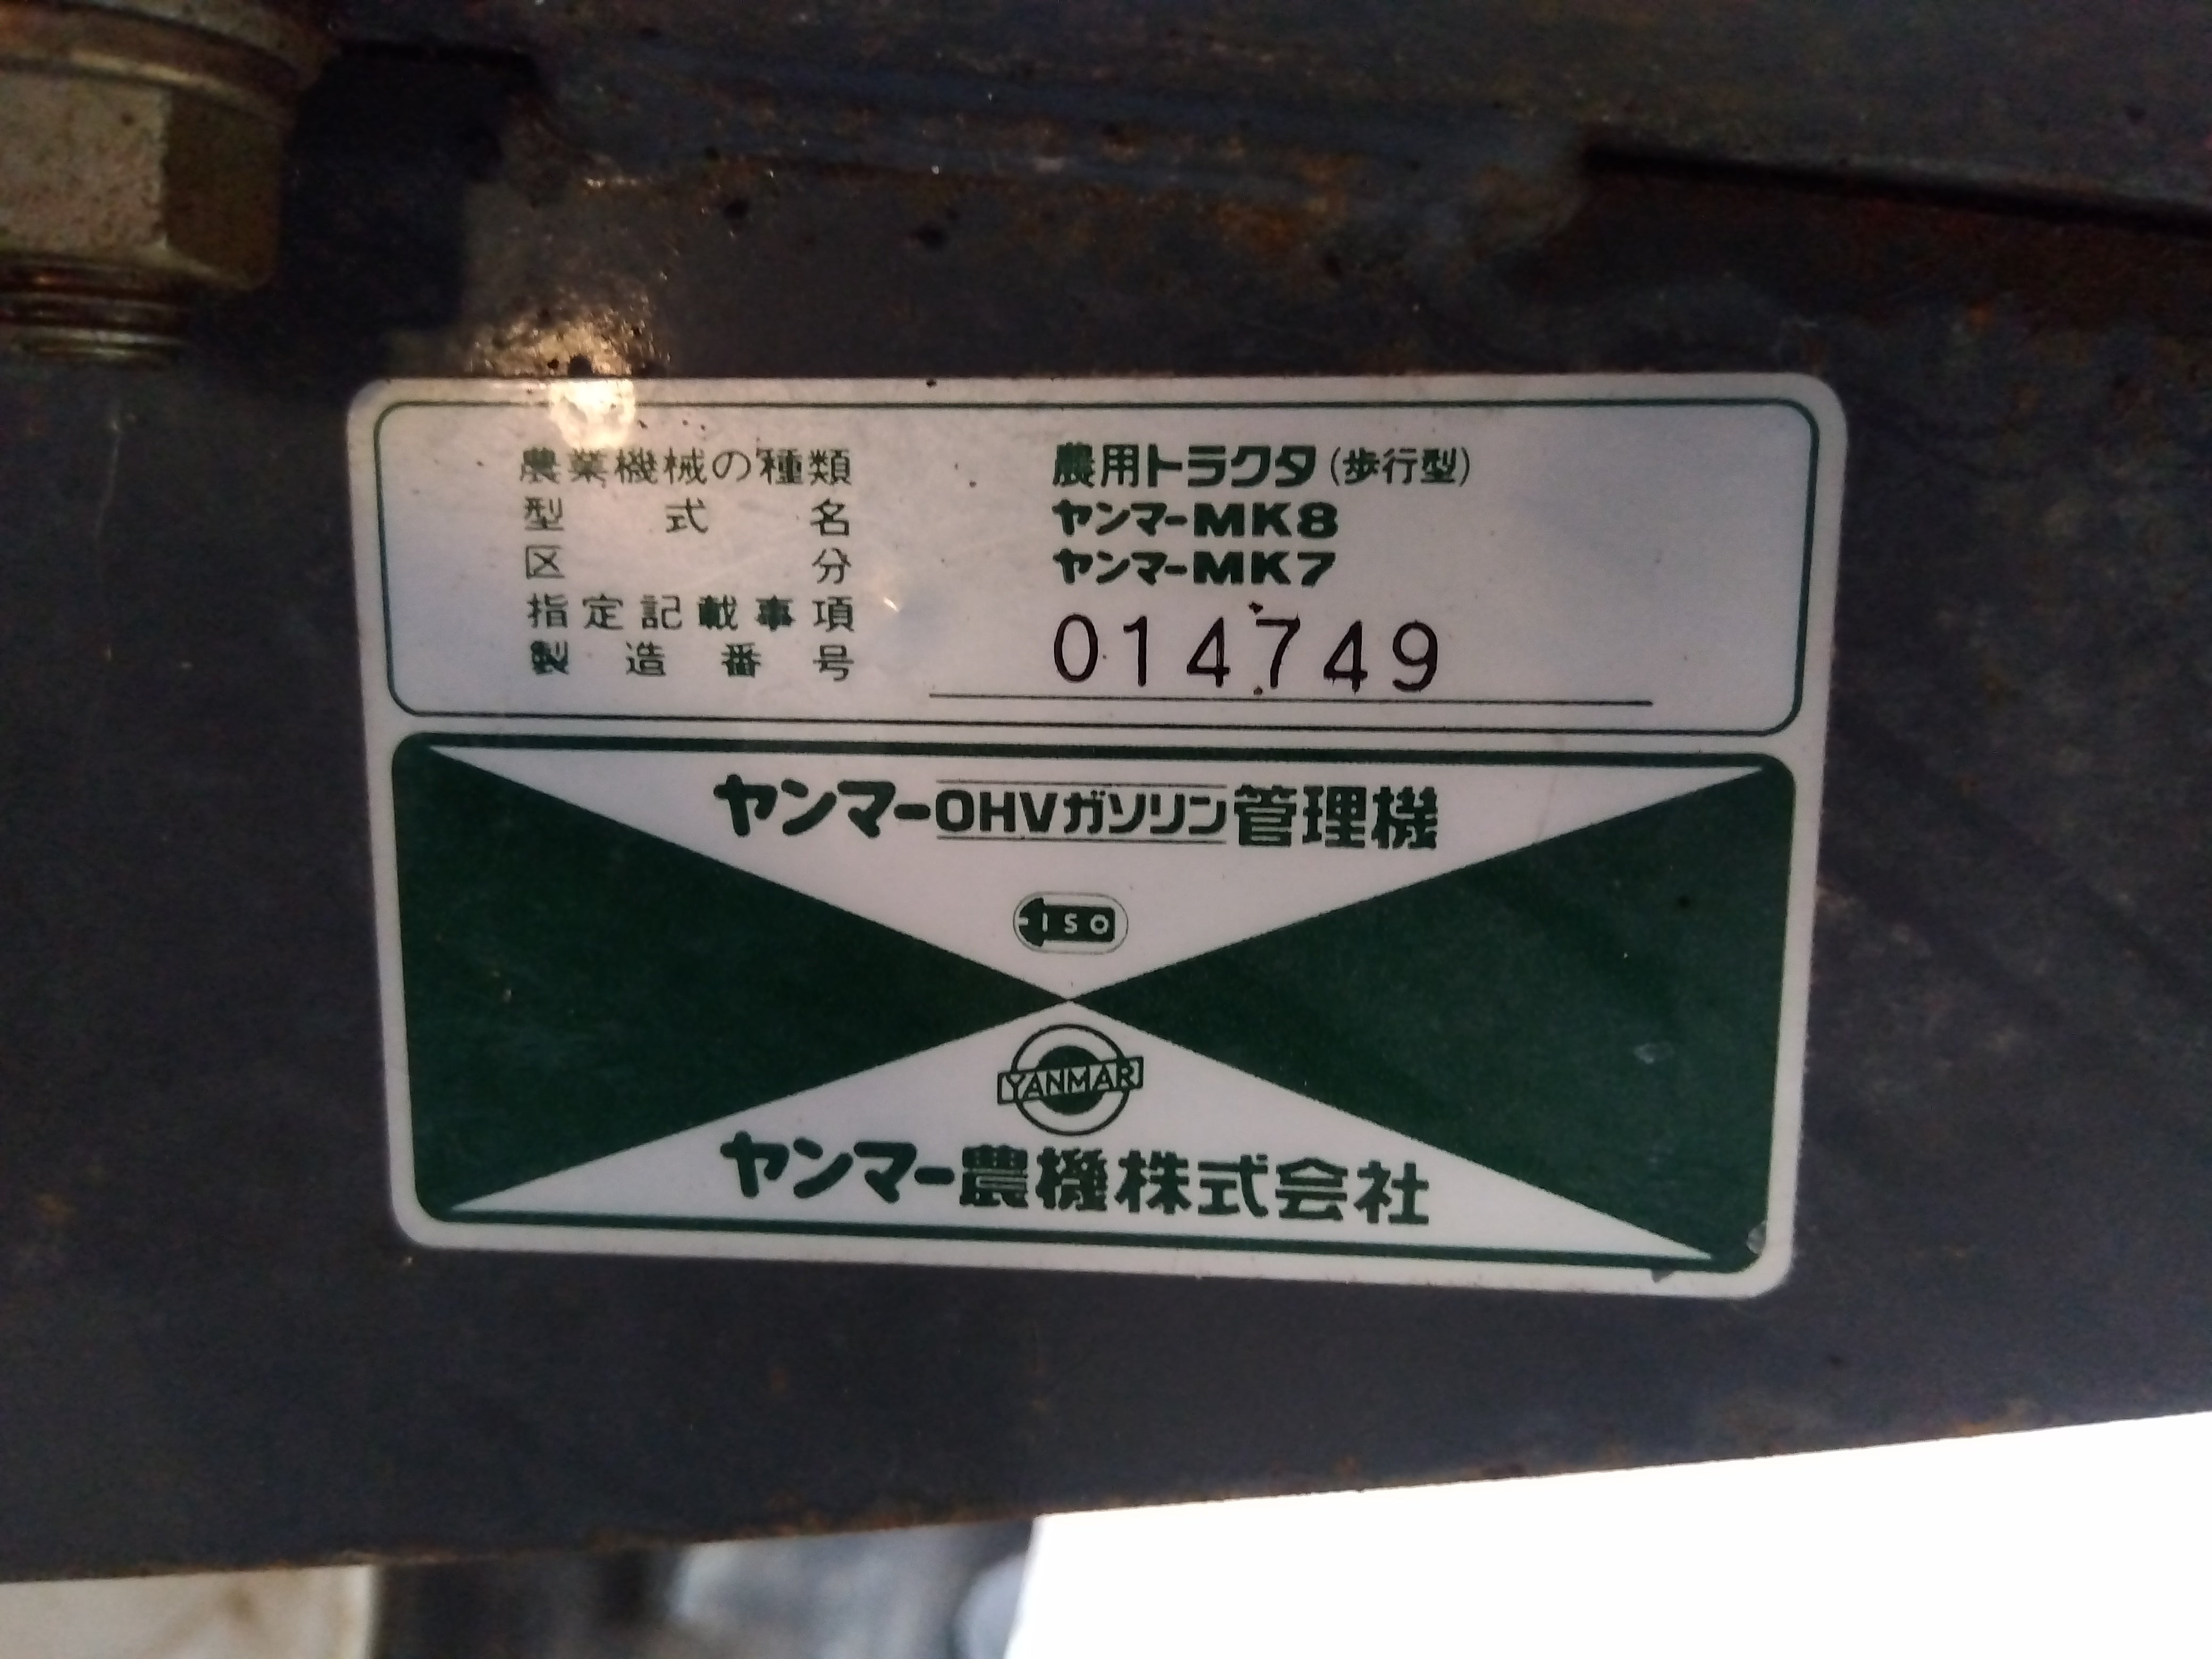 農業機械の種類 農用トラクタ(歩行型)
型式名 ヤンマーMK8
区分 ヤンマーMK7
指定記載事項
製造番号 014749
ヤンマーOHVガソリン管理機
ISO
YANMAR
ヤンマー農機株式会社